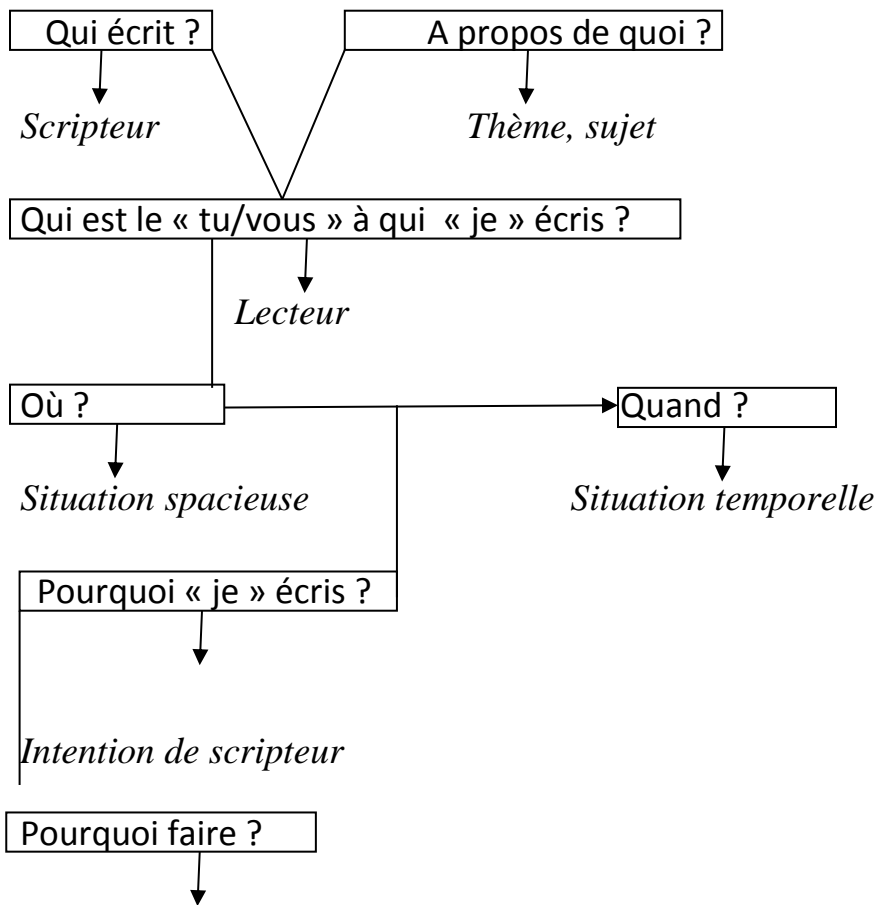 Qui écrit ?
A propos de quoi ?
Scripteur
Thème, sujet
Qui est le « tu/vous » à qui « je » écris ?
Lecteur
Où ?
Quand ?
Situation spacieuse
Situation temporelle
Pourquoi « je » écris ?
Intention de scripteur
Pourquoi faire ?